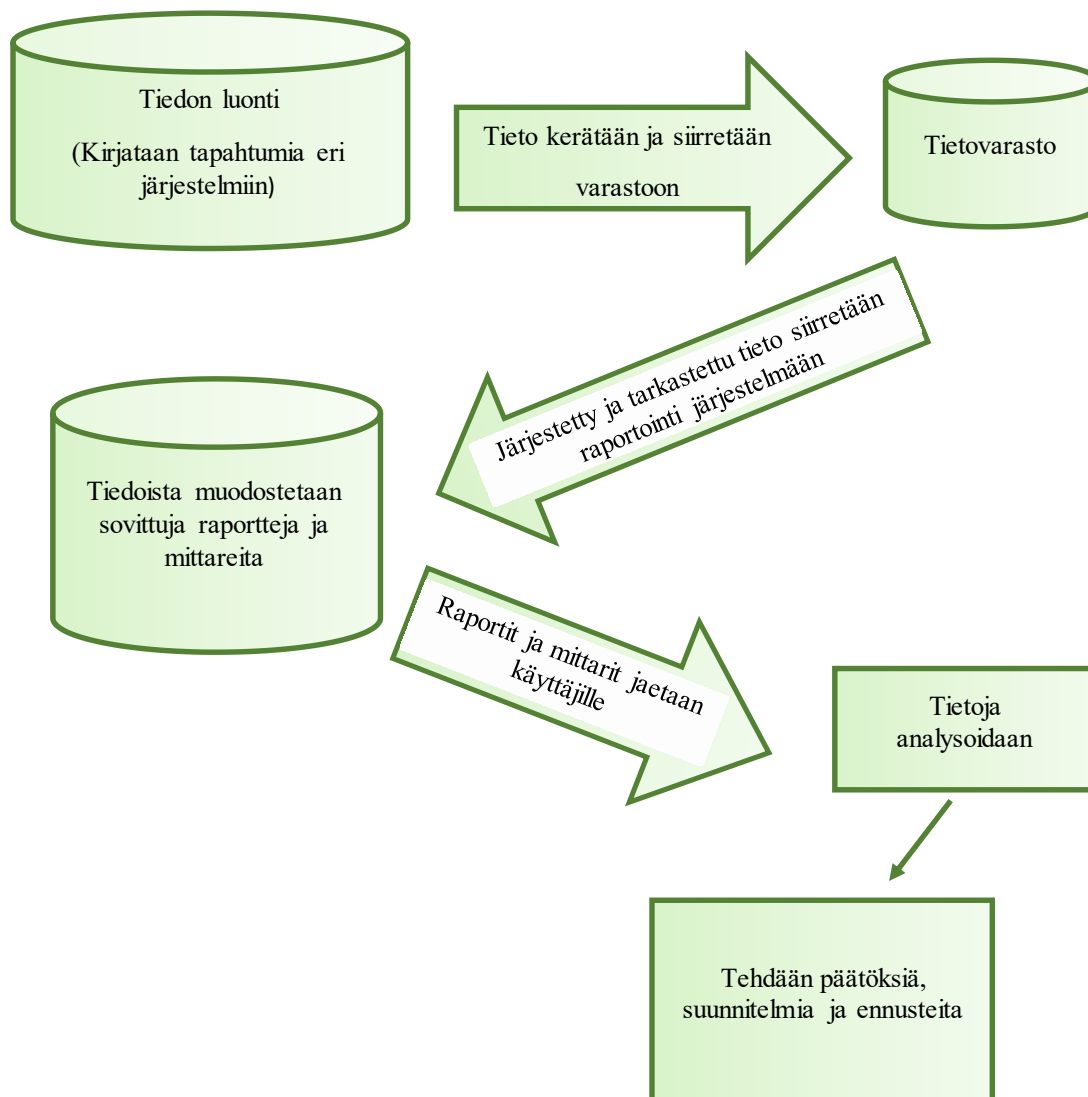 Tiedon luonti
(Kirjataan tapahtumia eri
järjestelmiin)
Tieto kerätään ja siirretään
varastoon
Tietovarasto
Järjestetty ja tarkastettu tieto siirretään
raportointi järjestelmään
Tiedoista muodostetaan
sovittuja raportteja ja
mittareita
Raportit ja mittarit jaetaan
käyttäjille
Tietoja
analysoidaan
Tehdään päätöksiä,
suunnitelmia ja ennusteita